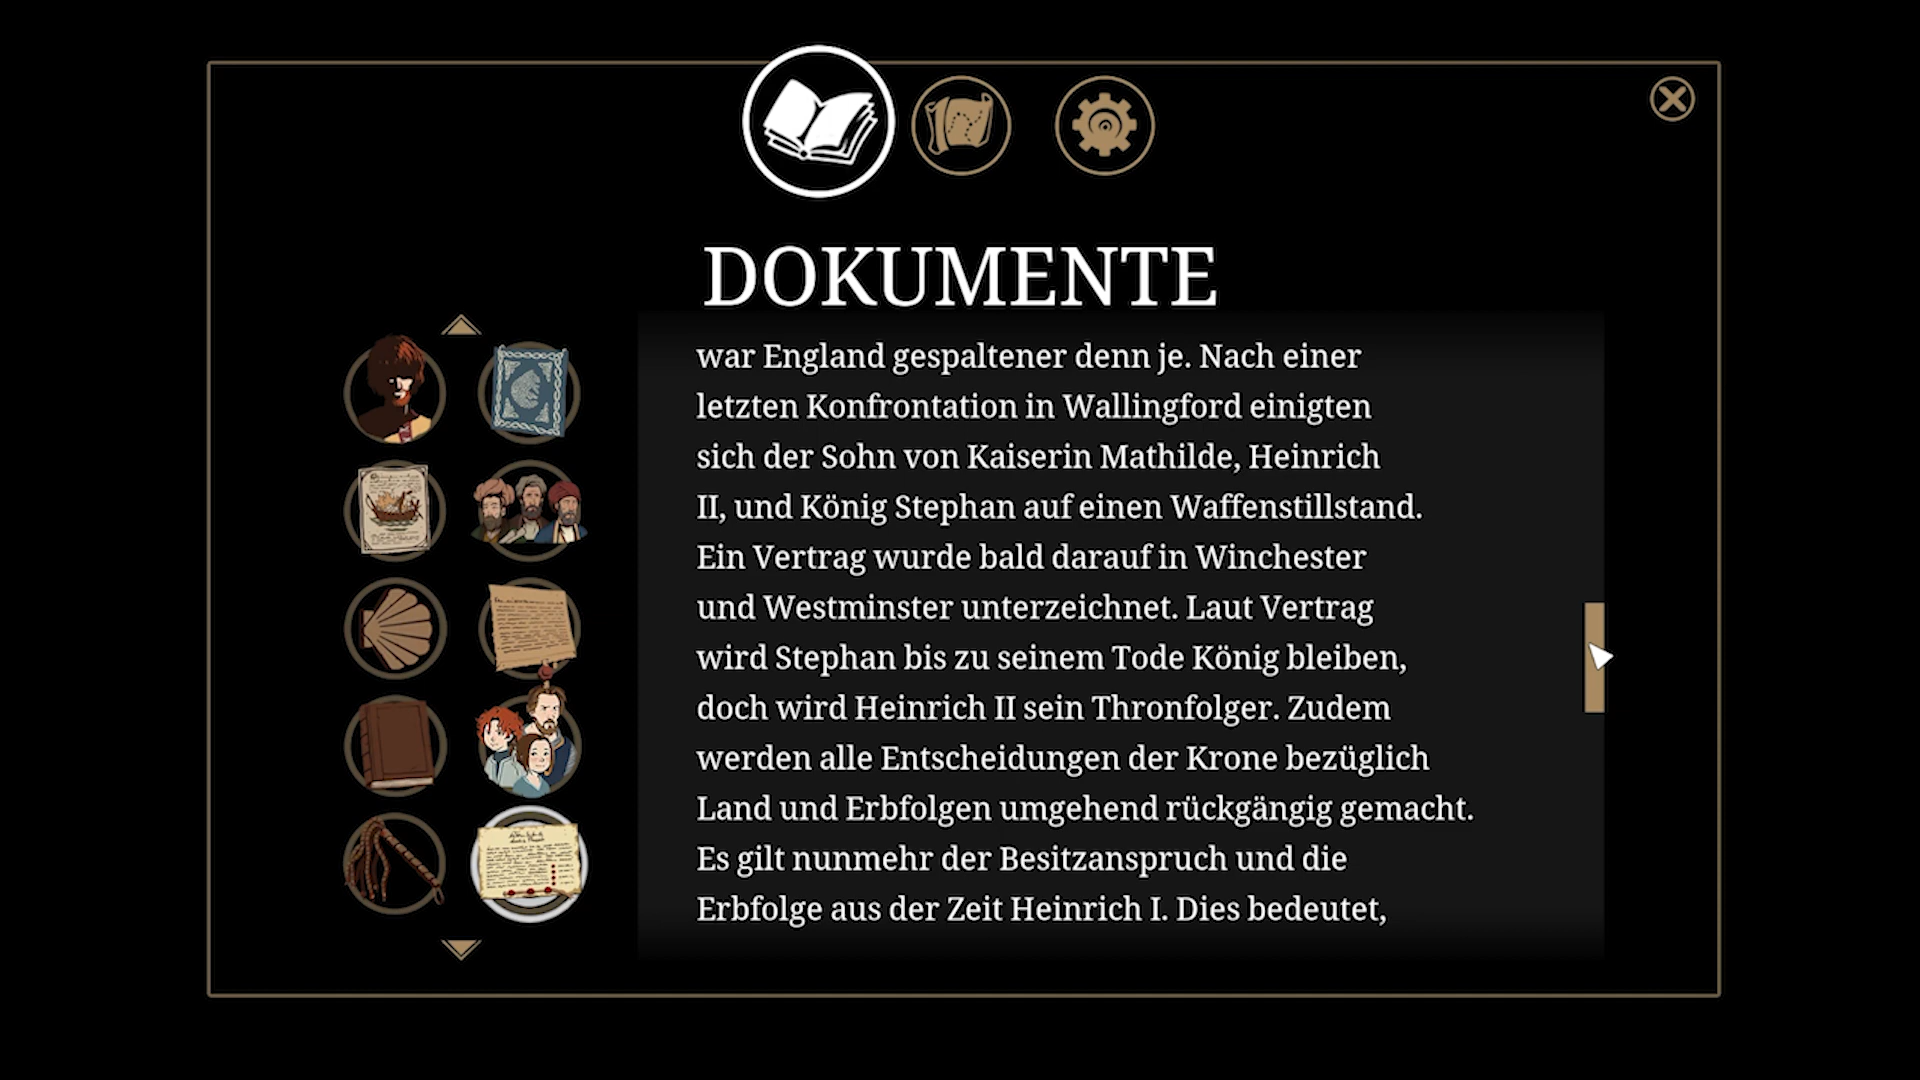 DOKUMENTE
war England gespaltener denn je. Nach einer
letzten Konfrontation in Wallingford einigten
sich der Sohn von Kaiserin Mathilde, Heinrich
II, und König Stephan auf einen Waffenstillstand.
Ein Vertrag wurde bald darauf in Winchester
und Westminster unterzeichnet. Laut Vertrag
wird Stephan bis zu seinem Tode König bleiben,
doch wird Heinrich II sein Thronfolger. Zudem
werden alle Entscheidungen der Krone bezüglich
Land und Erbfolgen umgehend rückgängig gemacht.
Es gilt nunmehr der Besitzanspruch und die
Erbfolge aus der Zeit Heinrich I. Dies bedeutet,